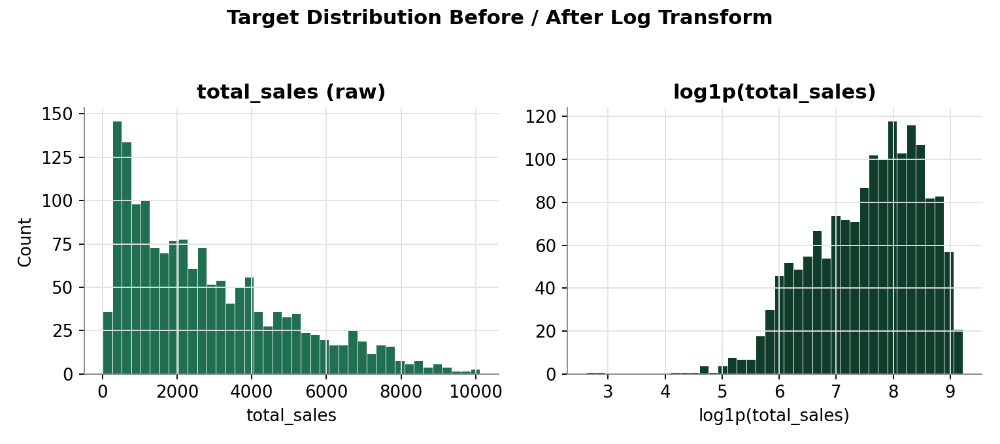 Target Distribution Before / After Log Transform
total_sales (raw)
150
125
100
75
50
25
0
Count
0 2000 4000 6000 8000 10000
total_sales
log1p(total_sales)
120
100
80
60
40
20
0
3 4 5 6 7 8 9
log1p(total_sales)